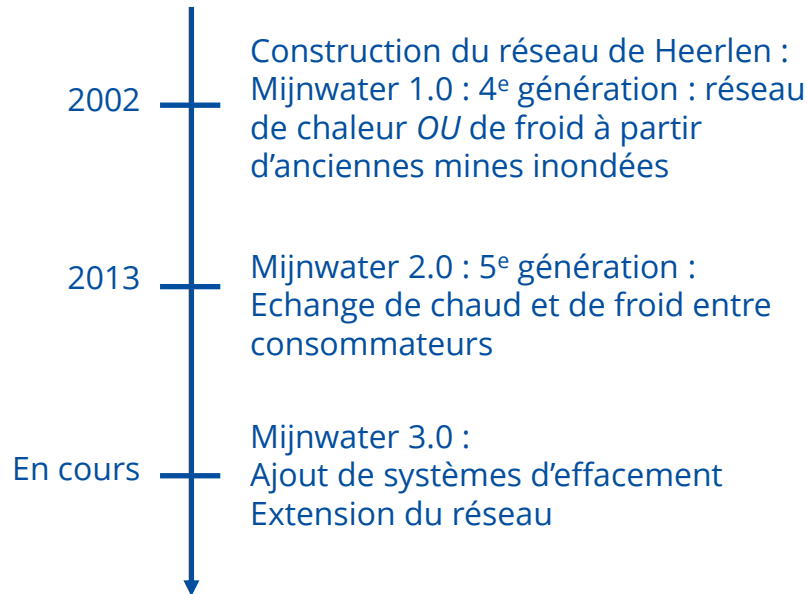 2002
Construction du réseau de Heerlen :
Mijnwater 1.0 : 4e génération : réseau
de chaleur OU de froid à partir
d’anciennes mines inondées
2013
Mijnwater 2.0 : 5e génération :
Echange de chaud et de froid entre
consommateurs
En cours
Mijnwater 3.0 :
Ajout de systèmes d’effacement
Extension du réseau